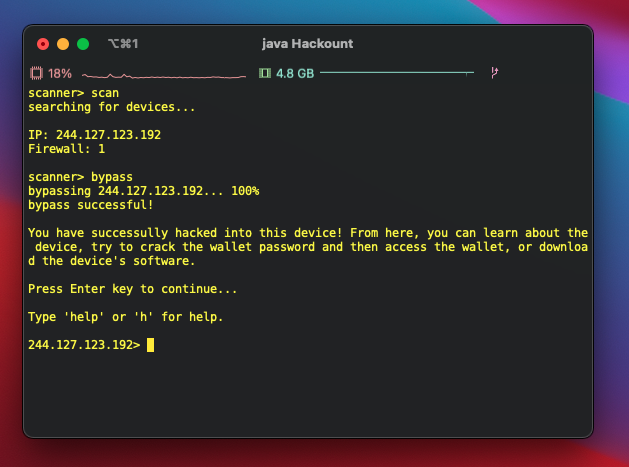 ⌥⌘1
java Hackount
18%
4.8 GB
scanner> scan
searching for devices...
IP: 244.127.123.192
Firewall: 1
scanner> bypass
bypassing 244.127.123.192... 100%
bypass successful!
You have successully hacked into this device! From here, you can learn about the
device, try to crack the wallet password and then access the wallet, or downloa
d the device's software.
Press Enter key to continue...
Type 'help' or 'h' for help.
244.127.123.192>